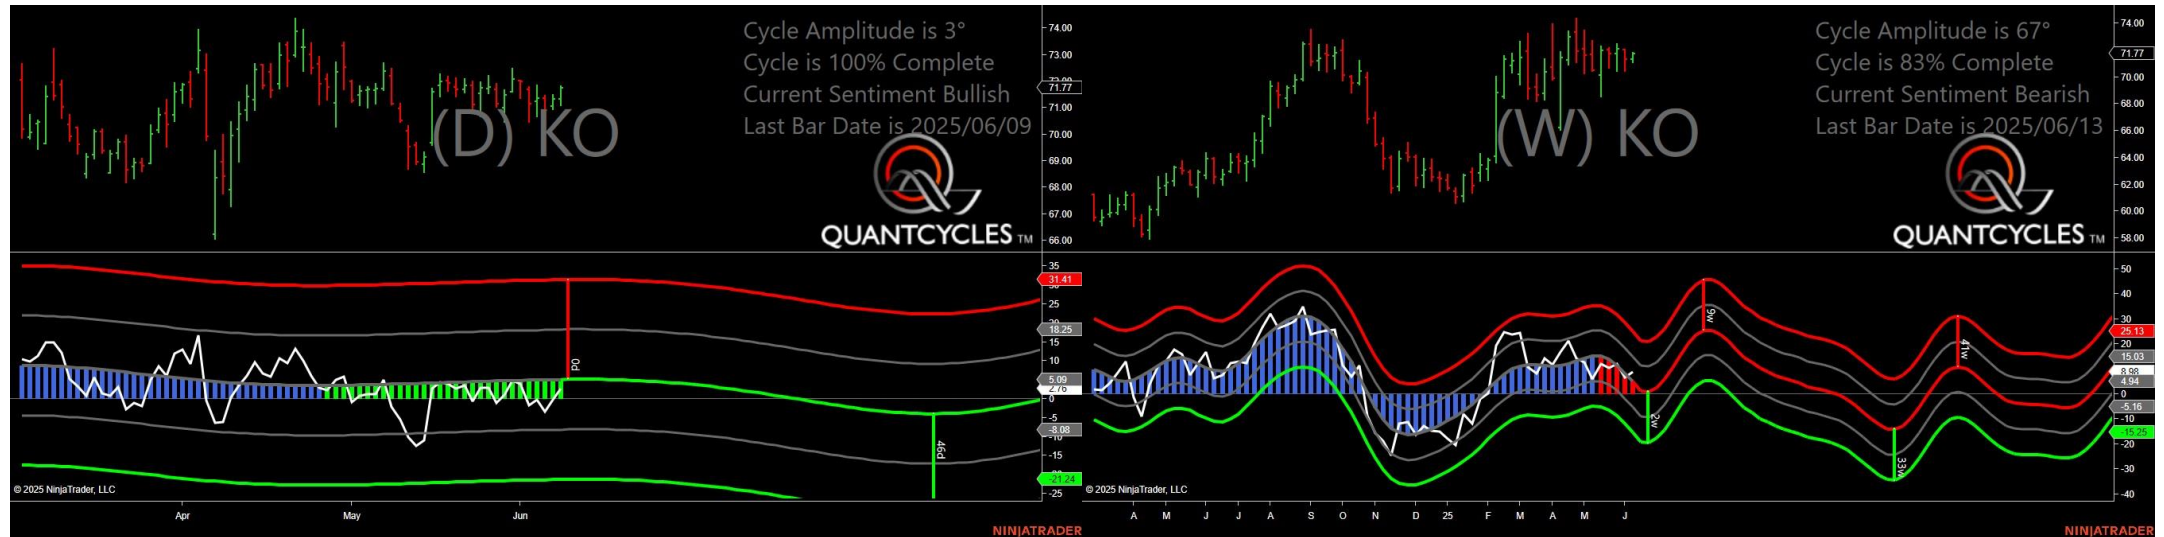 Cycle Amplitude is 3°
Cycle is 100% Complete
Current Sentiment Bullish
Last Bar Date is 2025/06/09
(D) KO
QUANTCYCLES TM
74.00
73.00
72.00
71.77
71.00
70.00
69.00
68.00
67.00
66.00
35
31.41
25
18.25
15
10
5.09
2.76
0
-5
-8.08
-10
-15
-21.24
-25
0d
46d
© 2025 NinjaTrader, LLC
Apr
May
Jun
NINJATRADER
Cycle Amplitude is 67°
Cycle is 83% Complete
Current Sentiment Bearish
Last Bar Date is 2025/06/13
(W) KO
QUANTCYCLES TM
74.00
71.77
70.00
68.00
66.00
64.00
62.00
60.00
58.00
50
40
30
25.13
20
15.03
8.98
4.94
0
-5.16
-10
-15.25
-20
-30
-40
9w
41w
2w
33w
© 2025 NinjaTrader, LLC
A M J J A S O N D 25 F M A M J
NINJATRADER